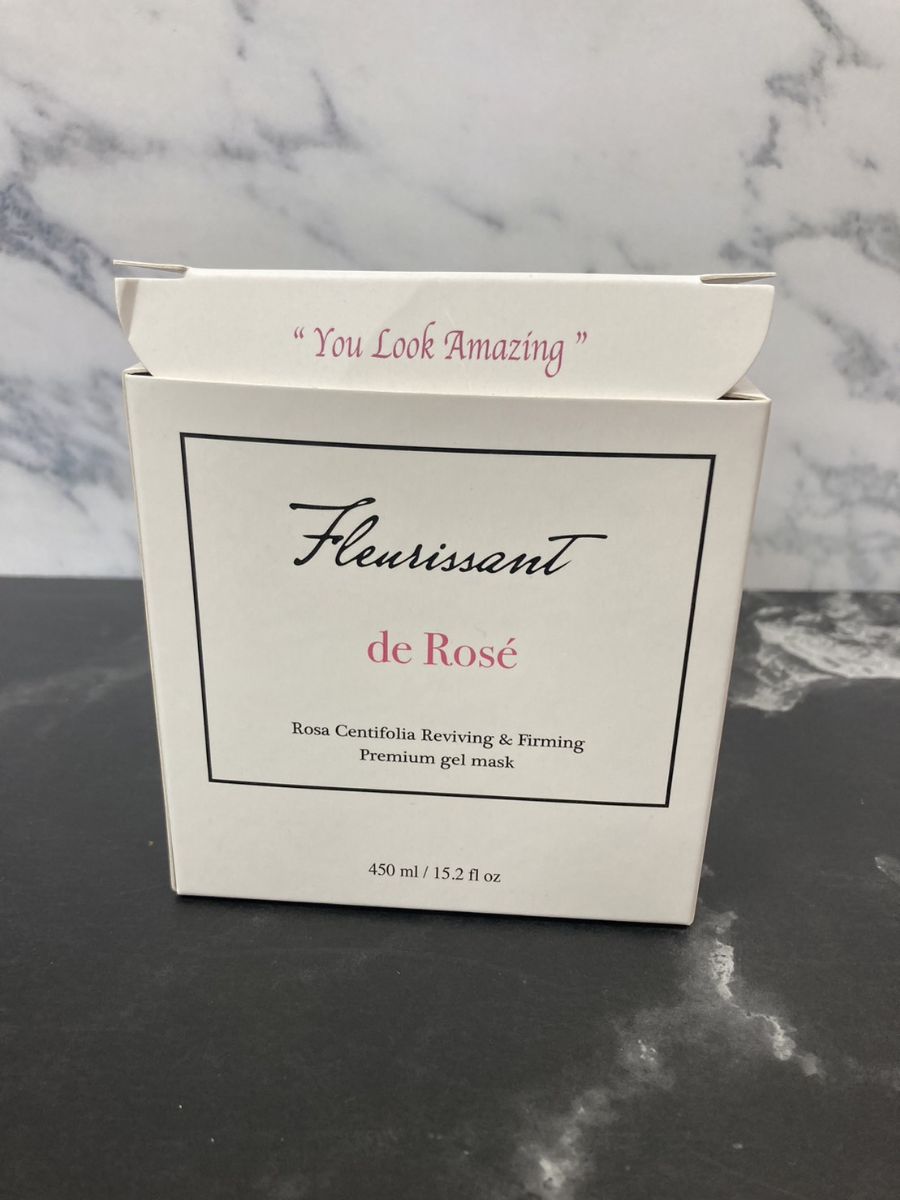 “ You Look Amazing ”
Fleurissant
de Rosé
Rosa Centifolia Reviving & Firming
Premium gel mask
450 ml / 15.2 fl oz